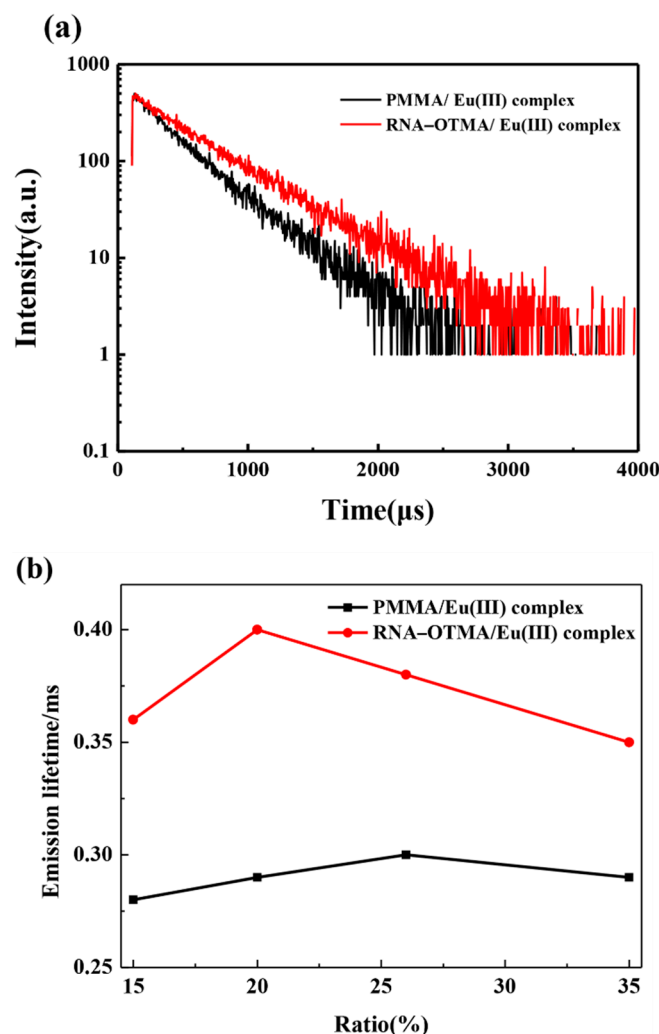 (a)
1000
100
10
1
0.1
Intensity(a.u.)
PMMA/ Eu(III) complex
RNA–OTMA/ Eu(III) complex
0 1000 2000 3000 4000
Time(μs)
(b)
0.40
0.35
0.30
0.25
Emission lifetime/ms
PMMA/Eu(III) complex
RNA–OTMA/Eu(III) complex
15 20 25 30 35
Ratio(%)